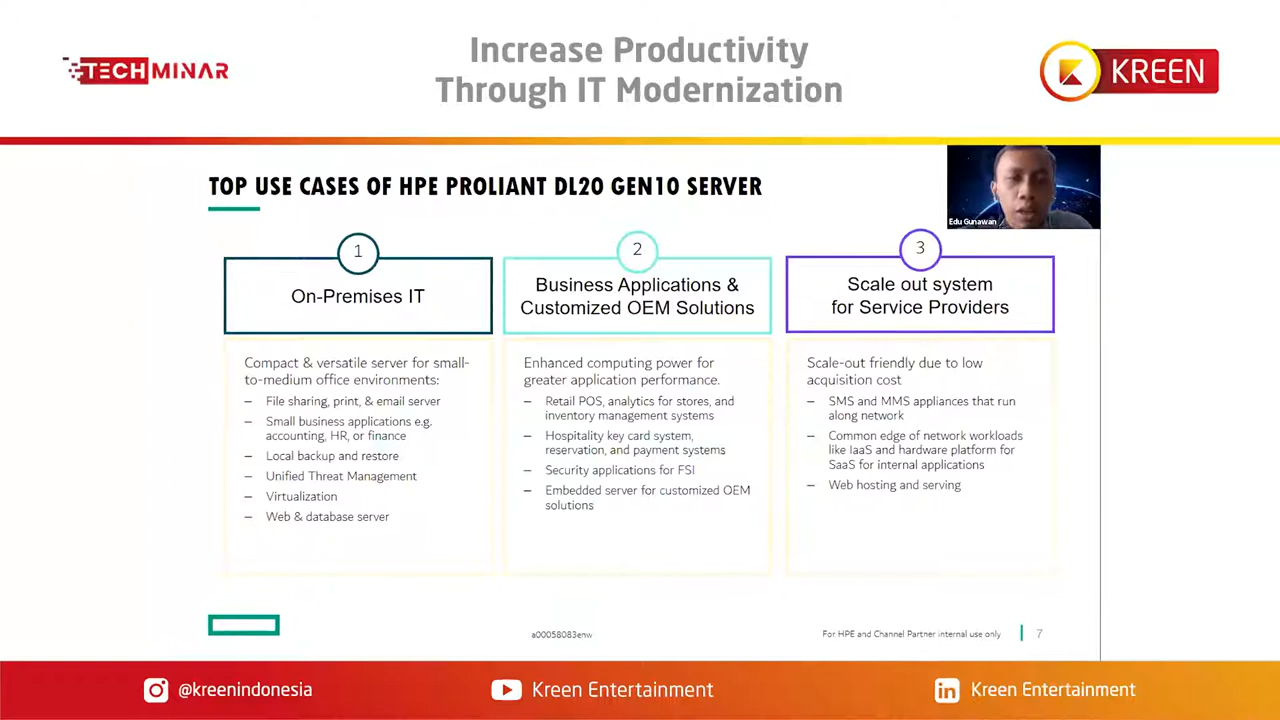 Increase Productivity
Through IT Modernization
TECHMINAR
KREEN
TOP USE CASES OF HPE PROLIANT DL20 GEN10 SERVER
Edu Gunawan
1
On-Premises IT
Compact & versatile server for small-
to-medium office environments:
– File sharing, print, & email server
– Small business applications e.g.
accounting, HR, or finance
– Local backup and restore
– Unified Threat Management
– Virtualization
– Web & database server
2
Business Applications &
Customized OEM Solutions
Enhanced computing power for
greater application performance.
– Retail POS, analytics for stores, and
inventory management systems
– Hospitality key card system,
reservation, and payment systems
– Security applications for FSI
– Embedded server for customized OEM
solutions
3
Scale out system
for Service Providers
Scale-out friendly due to low
acquisition cost
– SMS and MMS appliances that run
along network
– Common edge of network workloads
like IaaS and hardware platform for
SaaS for internal applications
– Web hosting and serving
a00058083enw
For HPE and Channel Partner internal use only
7
@kreenindonesia
Kreen Entertainment
Kreen Entertainment